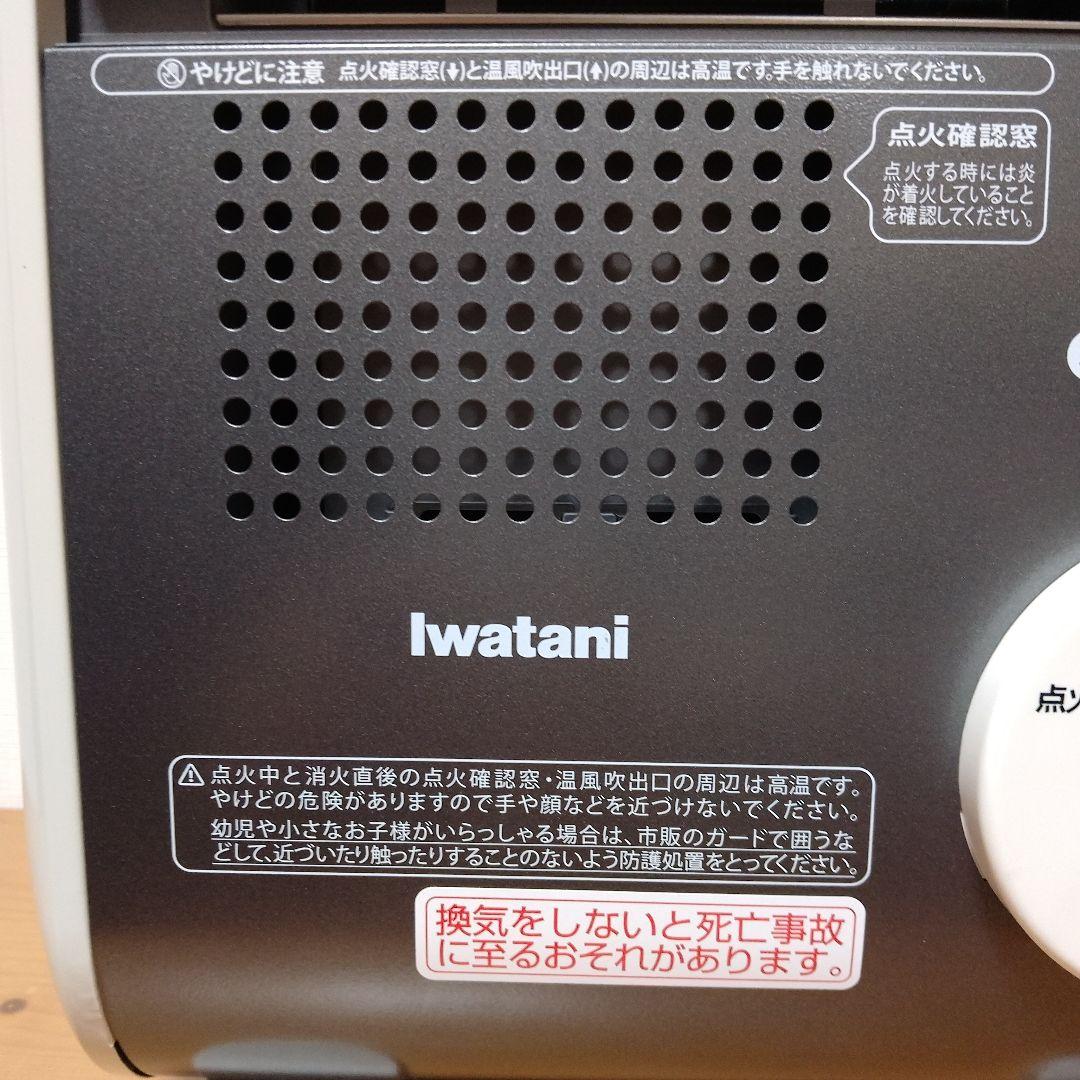 やけどに注意 点火確認窓(↓)と温風吹出口(↑)の周辺は高温です。手を触れないでください。
点火確認窓
点火する時には炎
が着火していること
を確認してください。
Iwatani
点火
点火中と消火直後の点火確認窓・温風吹出口の周辺は高温です。
やけどの危険がありますので手や顔などを近づけないでください。
幼児や小さなお子様がいらっしゃる場合は、市販のガードで囲うな
どして、近づいたり触ったりすることのないよう防護処置をとってください。
換気をしないと死亡事故
に至るおそれがあります。